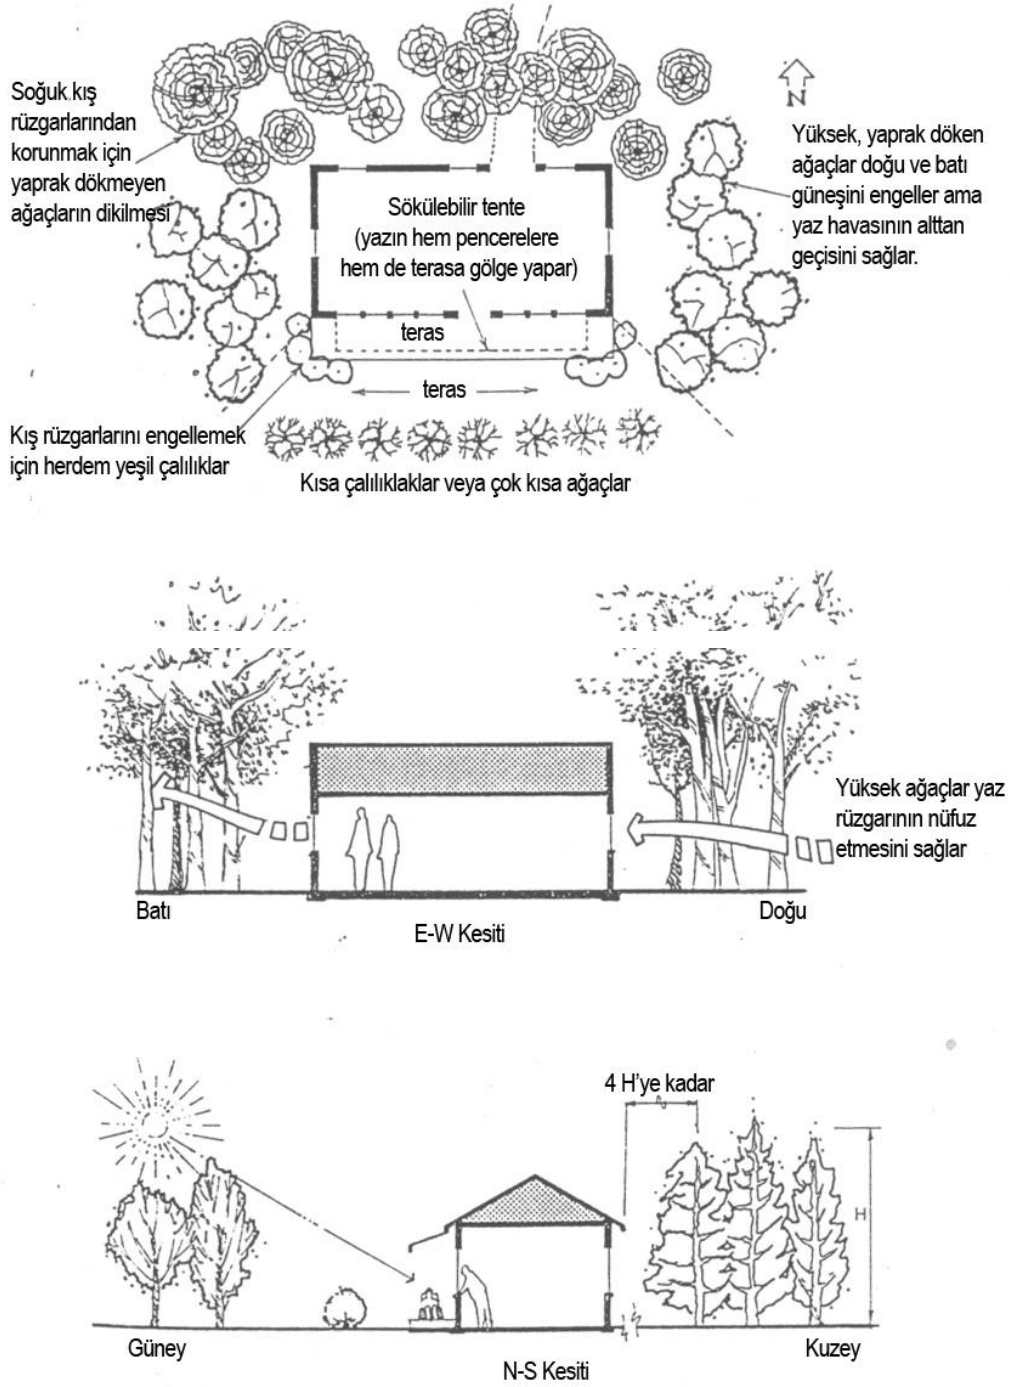 Soğuk kış
rüzgarlarından
korunmak için
yaprak dökmeyen
ağaçların dikilmesi
N
Yüksek, yaprak döken
ağaçlar doğu ve batı
güneşini engeller ama
yaz havasının alttan
geçisini sağlar.
Sökülebilir tente
(yazın hem pencerelere
hem de terasa gölge yapar)
teras
teras
Kış rüzgarlarını engellemek
için herdem yeşil çalılıklar
Kısa çalılıklaklar veya çok kısa ağaçlar
Yüksek ağaçlar yaz
rüzgarının nüfuz
etmesini sağlar
Batı
Doğu
E-W Kesiti
4 H'ye kadar
H
Güney
Kuzey
N-S Kesiti